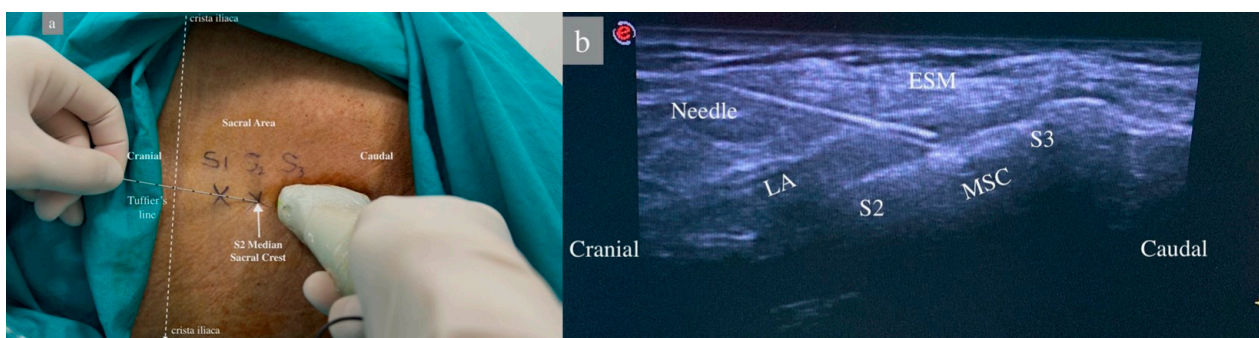 a
crista iliaca
Sacral Area
Cranial
Caudal
S1 S2 S3
Tuffier's
line
S2 Median
Sacral Crest
crista iliaca
b
e
ESM
Needle
S3
LA
MSC
S2
Cranial
Caudal